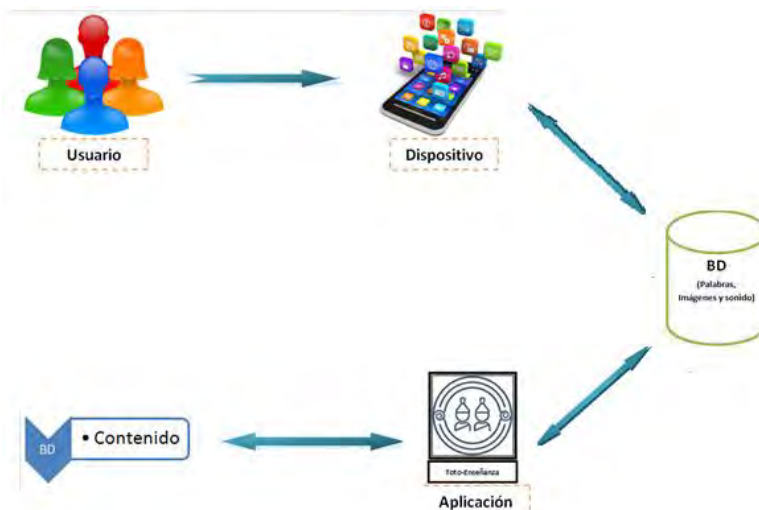 Usuario
Dispositivo
BD
(Palabras,
Imágenes y sonido)
BD
• Contenido
Toto-Enseñanza
Aplicación